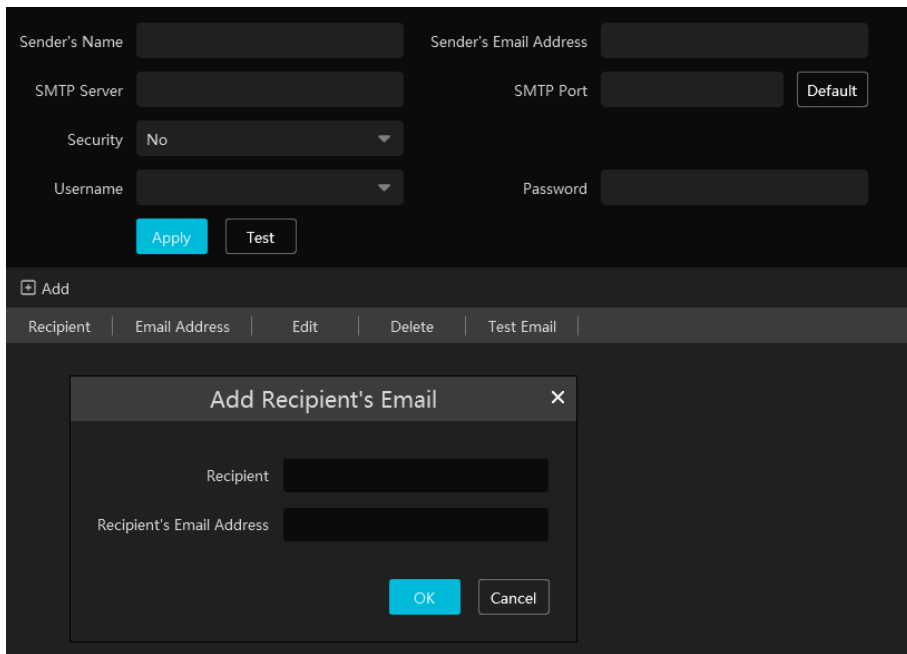 Sender's Name Sender's Email Address
SMTP Server SMTP Port Default
Security No
Username Password
Apply Test
Add
Recipient Email Address Edit Delete Test Email
Add Recipient's Email
Recipient
Recipient's Email Address
OK Cancel